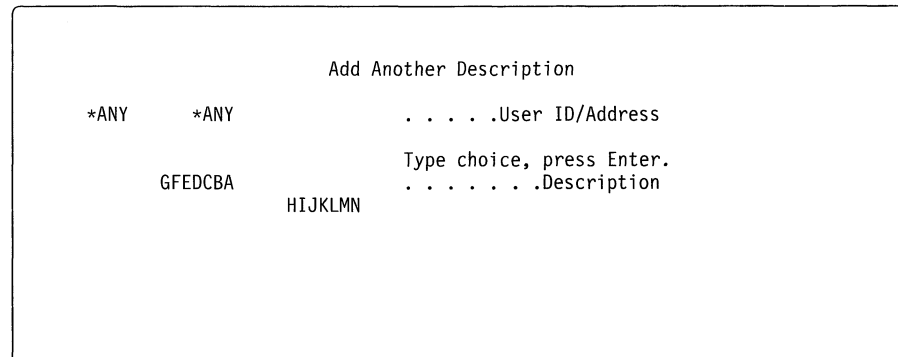 Add Another Description
*ANY *ANY . . . . .User ID/Address
Type choice, press Enter.
GFEDCBA . . . . . . .Description
HIJKLMN